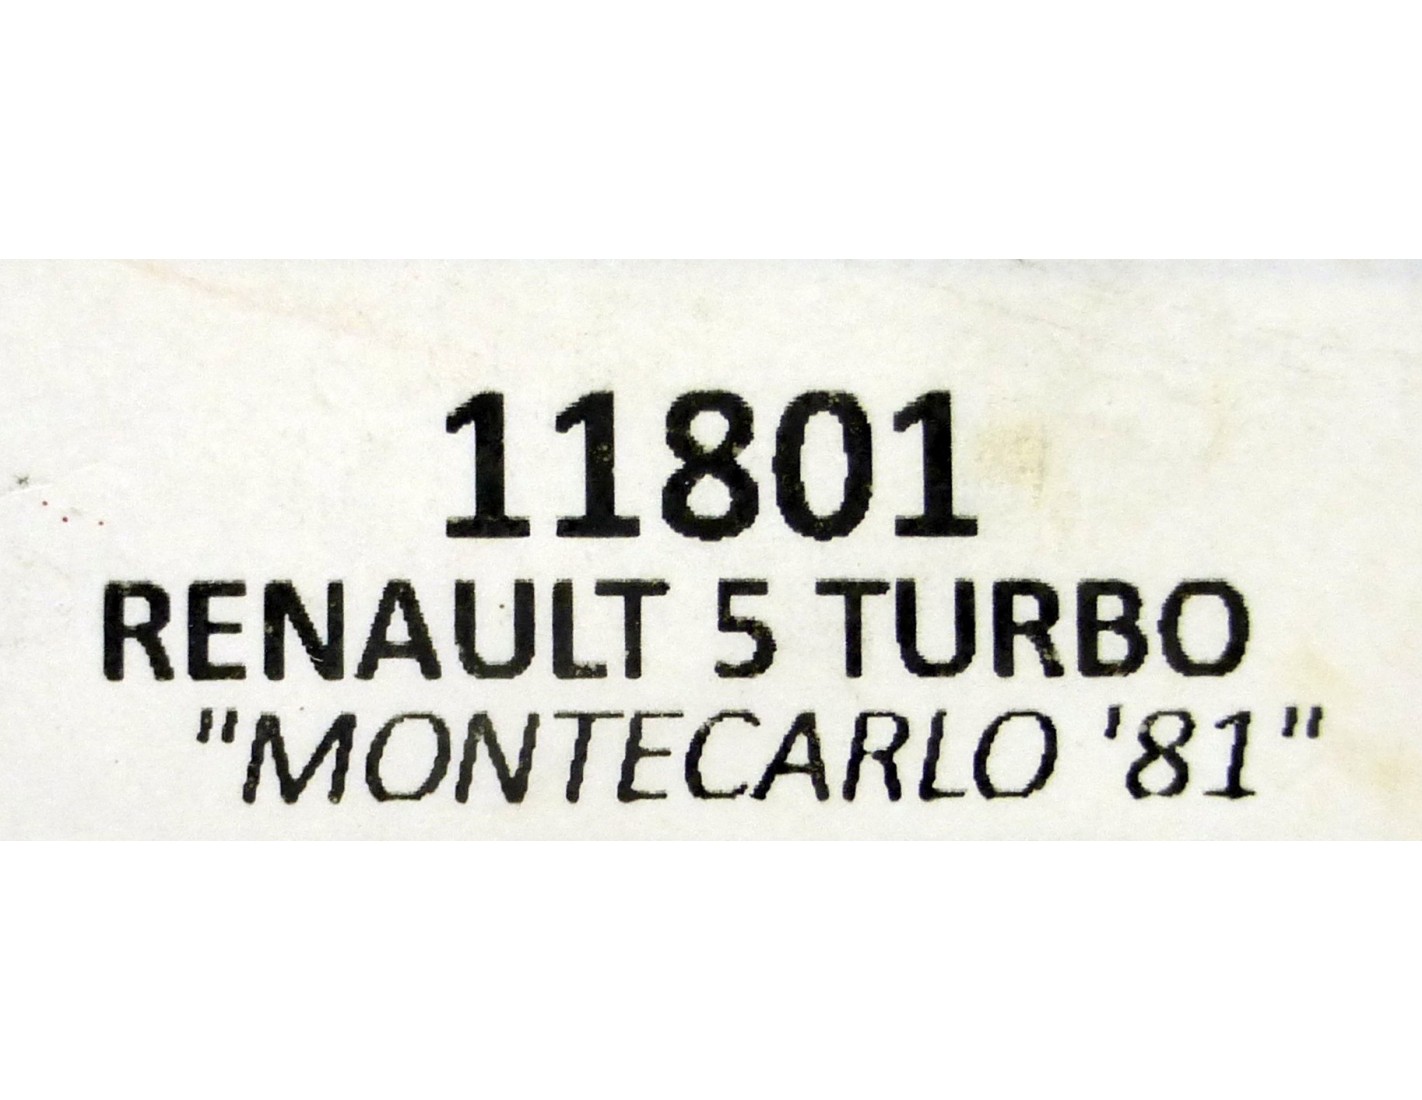 11801
RENAULT 5 TURBO
"MONTECARLO '81"